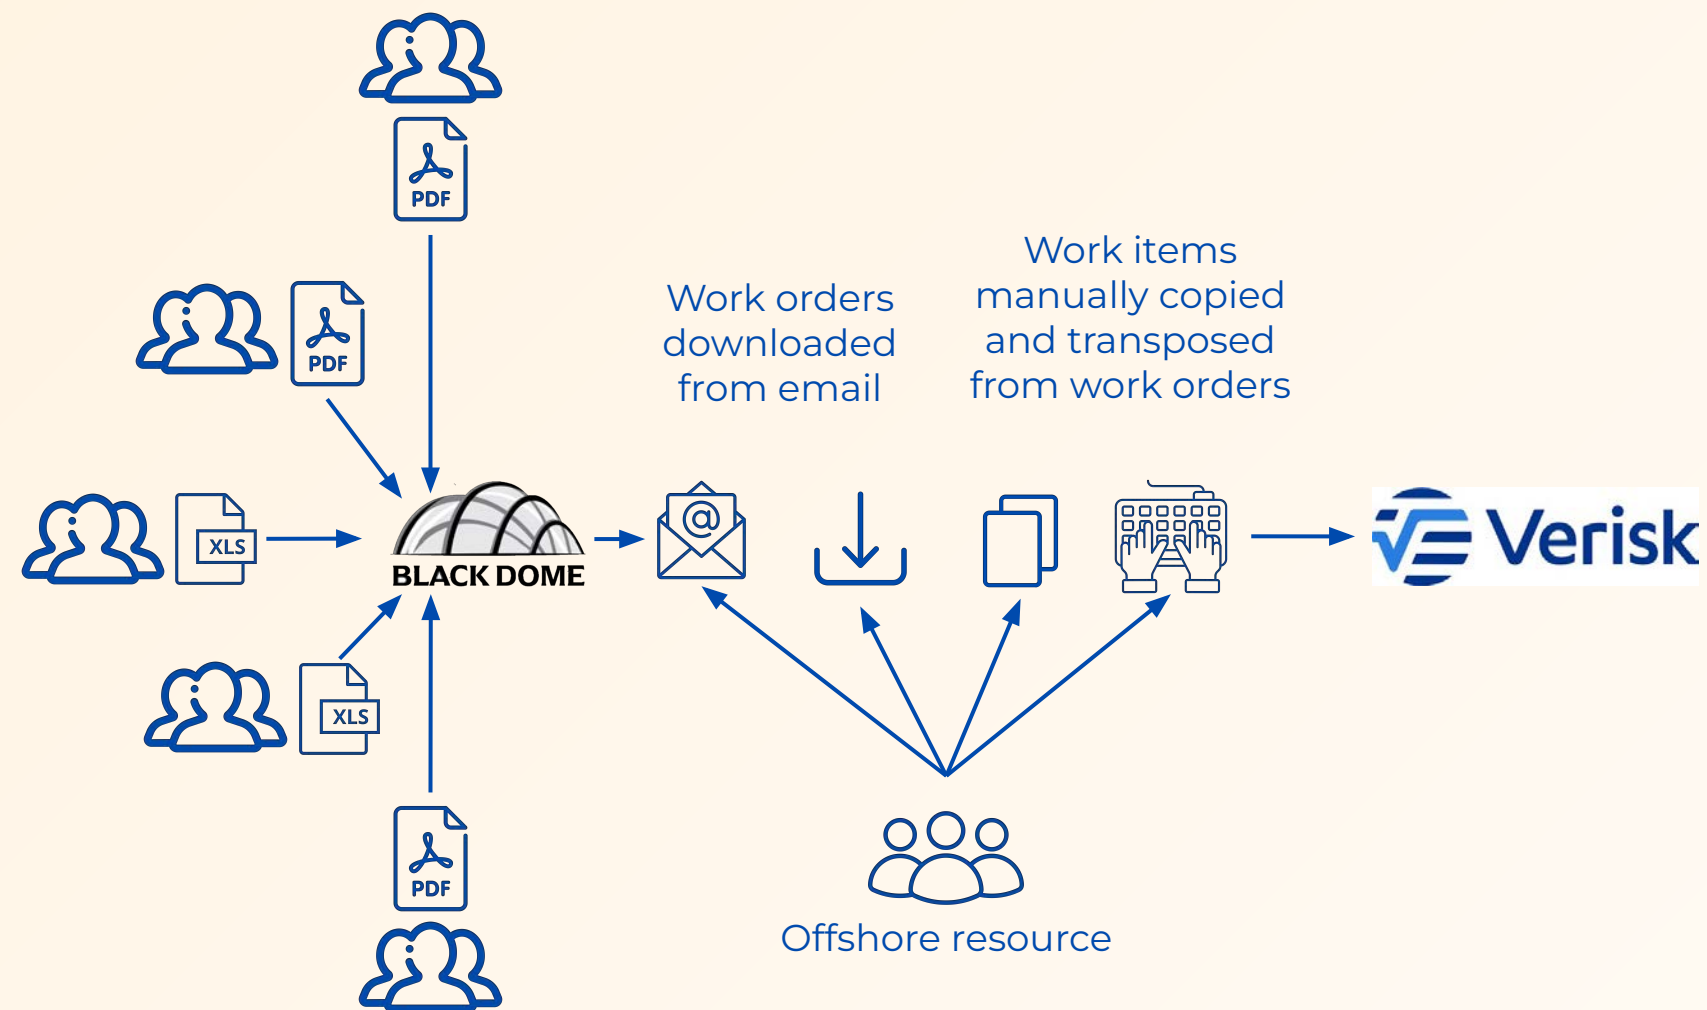 PDF
PDF
Work orders
downloaded
from email
Work items
manually copied
and transposed
from work orders
XLS
BLACK DOME
@
Verisk
XLS
PDF
Offshore resource